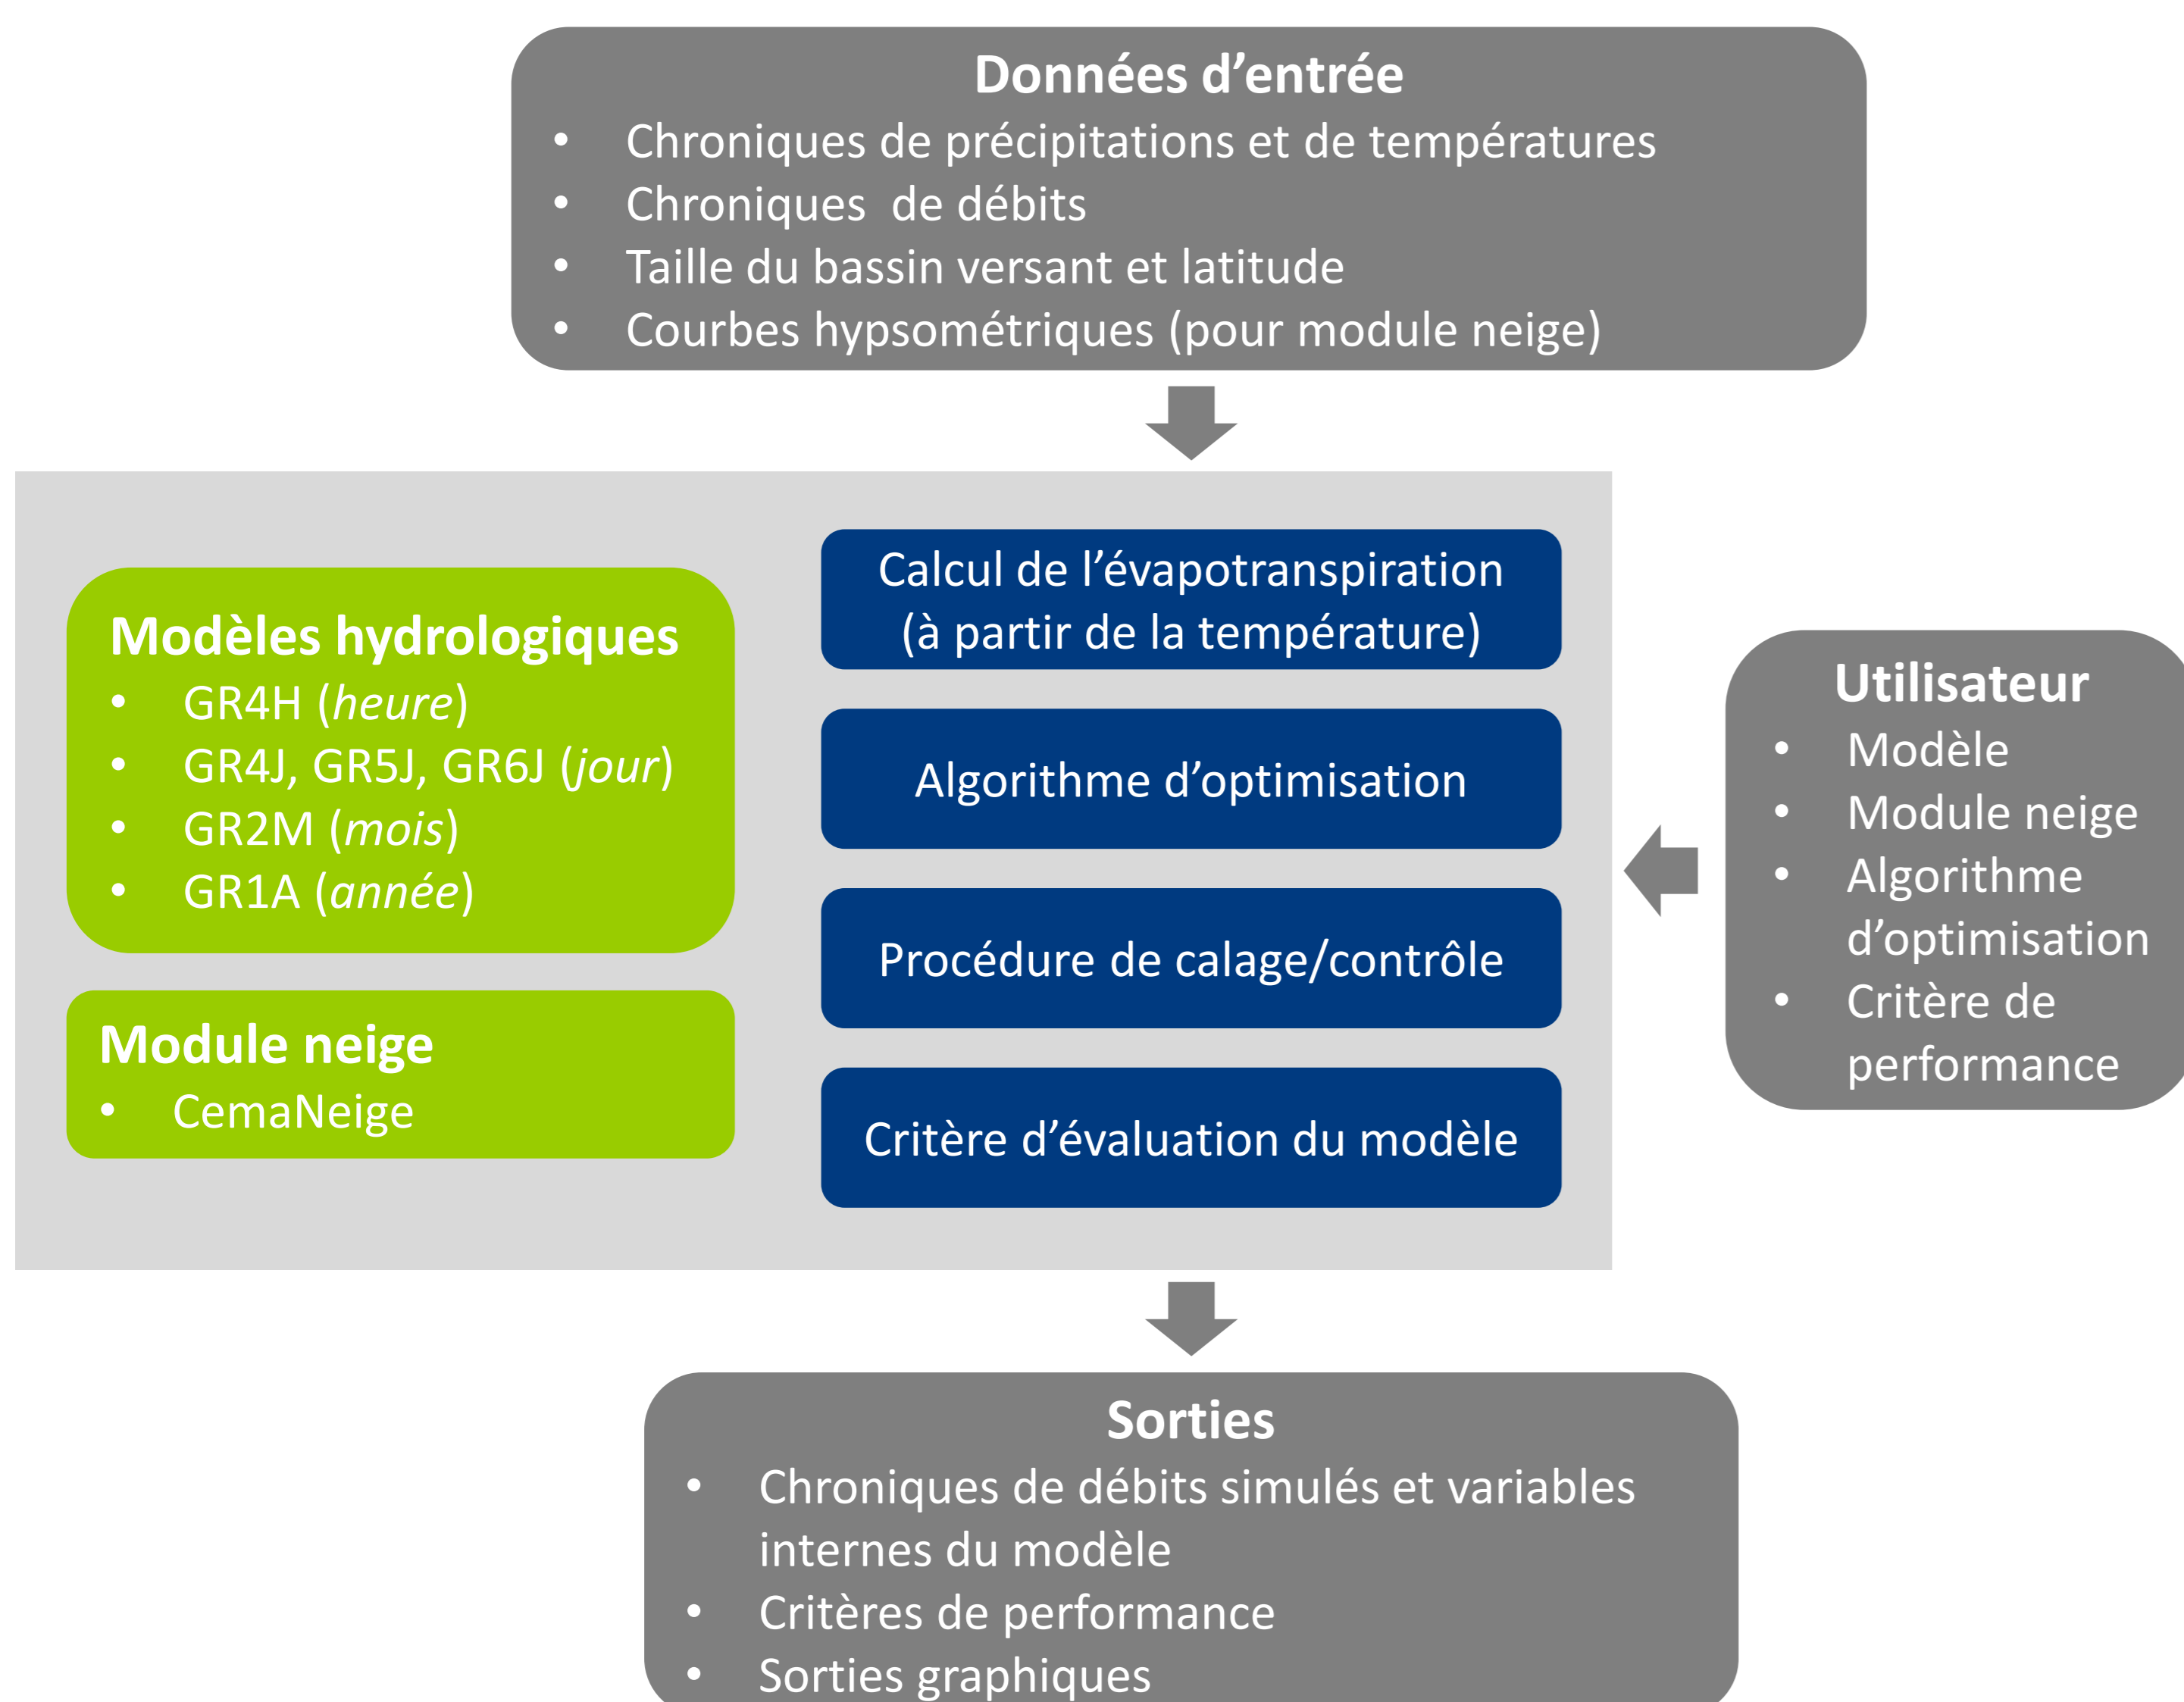 Données d'entrée
• Chroniques de précipitations et de températures
• Chroniques  de débits
• Taille du bassin versant et latitude
• Courbes hypsométriques (pour module neige)
Modèles hydrologiques
• GR4H (heure)
• GR4J, GR5J, GR6J (jour)
• GR2M (mois)
• GR1A (année)
Module neige
• CemaNeige
Calcul de l'évapotranspiration
(à partir de la température)
Algorithme d'optimisation
Procédure de calage/contrôle
Critère d'évaluation du modèle
Utilisateur
• Modèle
• Module neige
• Algorithme
d'optimisation
• Critère de
performance
Sorties
• Chroniques de débits simulés et variables
internes du modèle
• Critères de performance
• Sorties graphiques